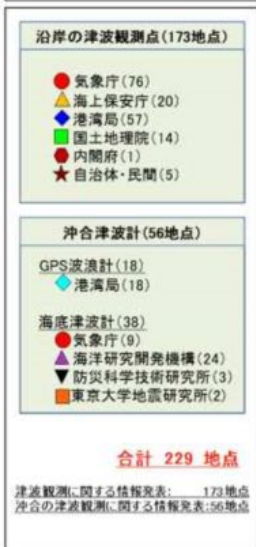 沿岸の津波観測点(173地点)
気象庁(76)
海上保安庁(20)
港湾局(57)
国土地理院(14)
内閣府(1)
自治体・民間(5)
沖合津波計(56地点)
GPS波浪計(18)
港湾局(18)
海底津波計(38)
気象庁(9)
海洋研究開発機構(24)
防災科学技術研究所(3)
東京大学地震研究所(2)
合計 229 地点
津波観測に関する情報発表: 173地点
沖合の津波観測に関する情報発表:56地点